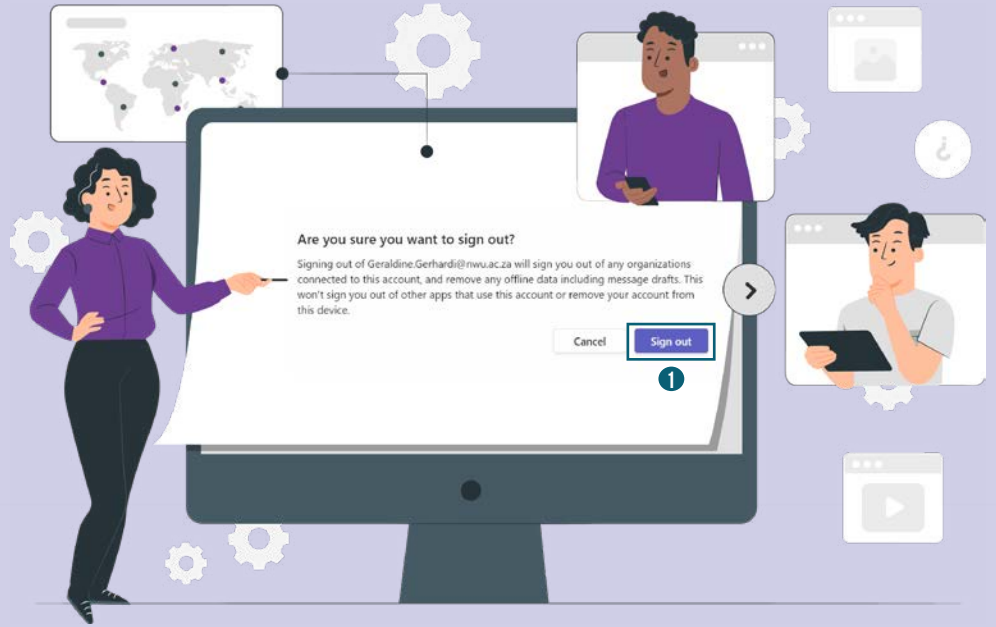 Are you sure you want to sign out?
Signing out of Geraldine.Gerhardi@nwu.ac.za will sign you out of any organizations
connected to this account, and remove any offline data including message drafts. This
won't sign you out of other apps that use this account or remove your account from
this device.
Cancel Sign out
1